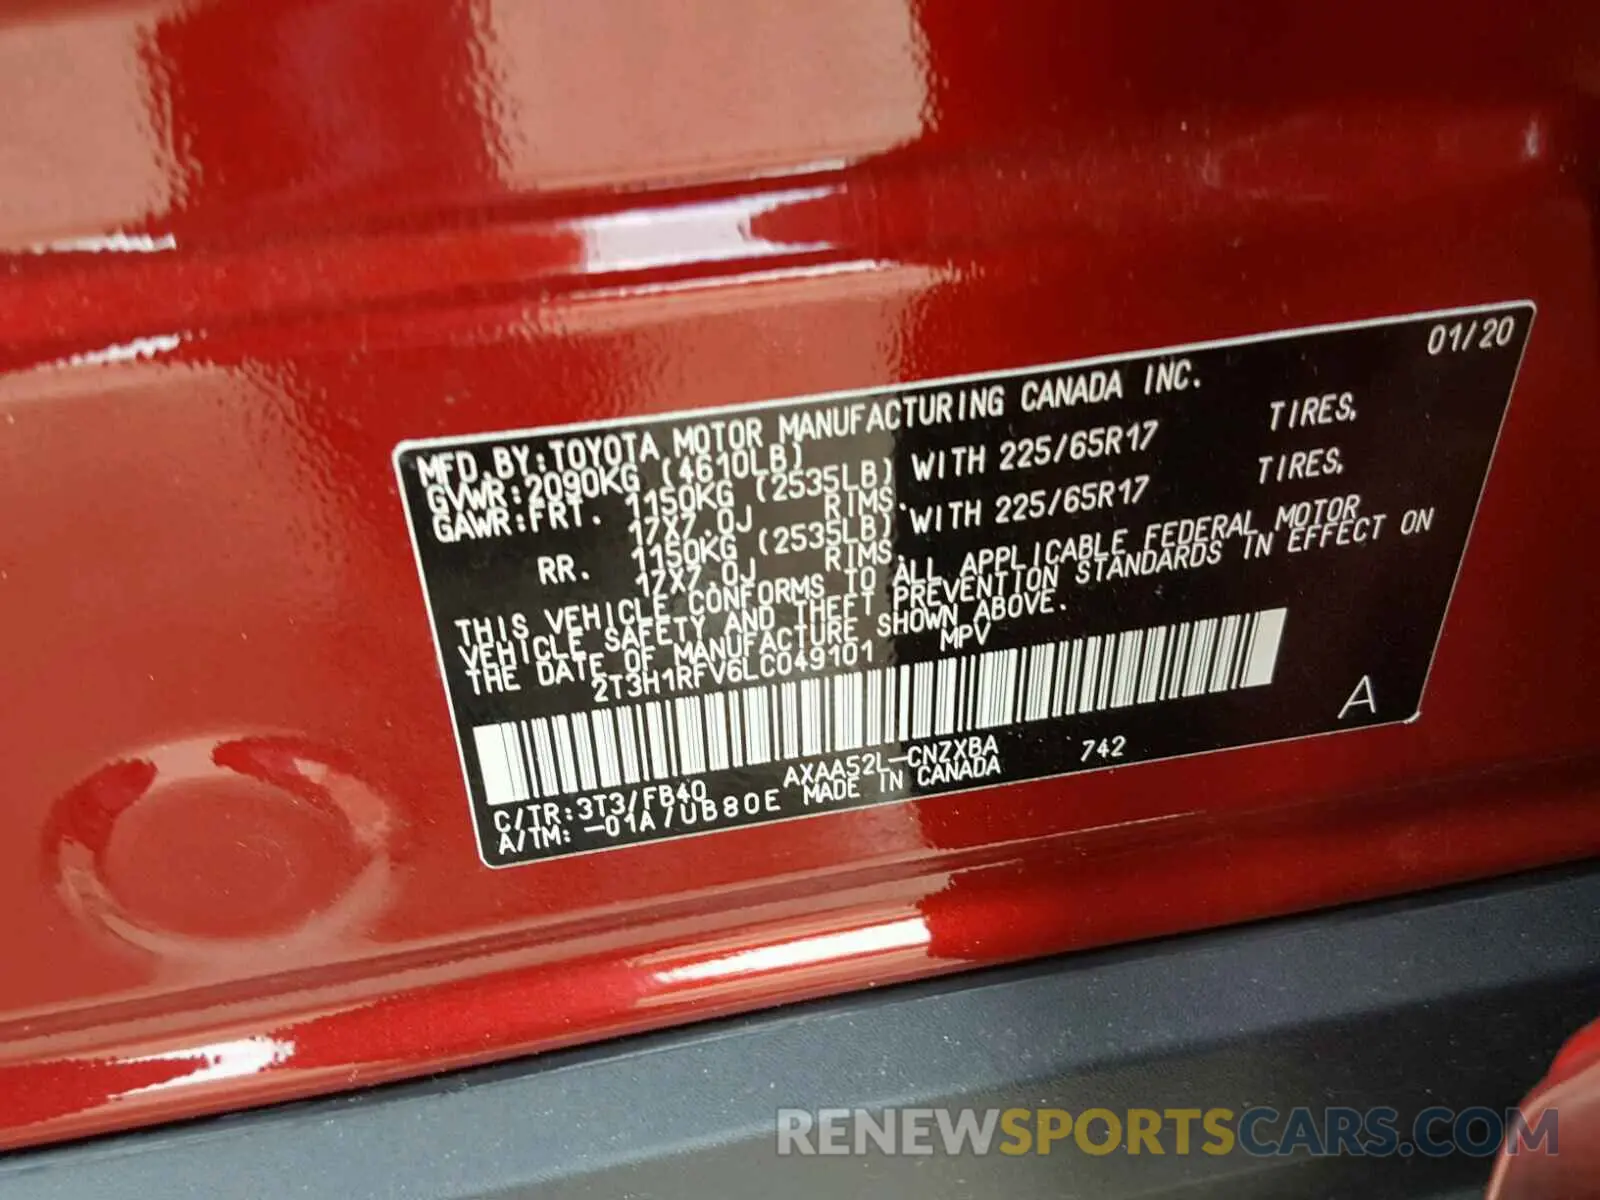 01/20
MFD. BY: TOYOTA MOTOR MANUFACTURING CANADA INC.
GVWR: 2090KG (4610LB)
GAWR: FRT. 1150KG (2535LB) WITH 225/65R17 TIRES,
17X7.0J RIMS.
RR. 1150KG (2535LB) WITH 225/65R17 TIRES,
17X7.0J RIMS.
THIS VEHICLE CONFORMS TO ALL APPLICABLE FEDERAL MOTOR
VEHICLE SAFETY AND THEFT PREVENTION STANDARDS IN EFFECT ON
THE DATE OF MANUFACTURE SHOWN ABOVE.
2T3H1RFV6LC049101 MPV
A
C/TR: 3T3/FB40 AXAA52L-CNZXBA 742
A/TM: -01A/UB80E MADE IN CANADA
RENEWSPORTSCARS.COM